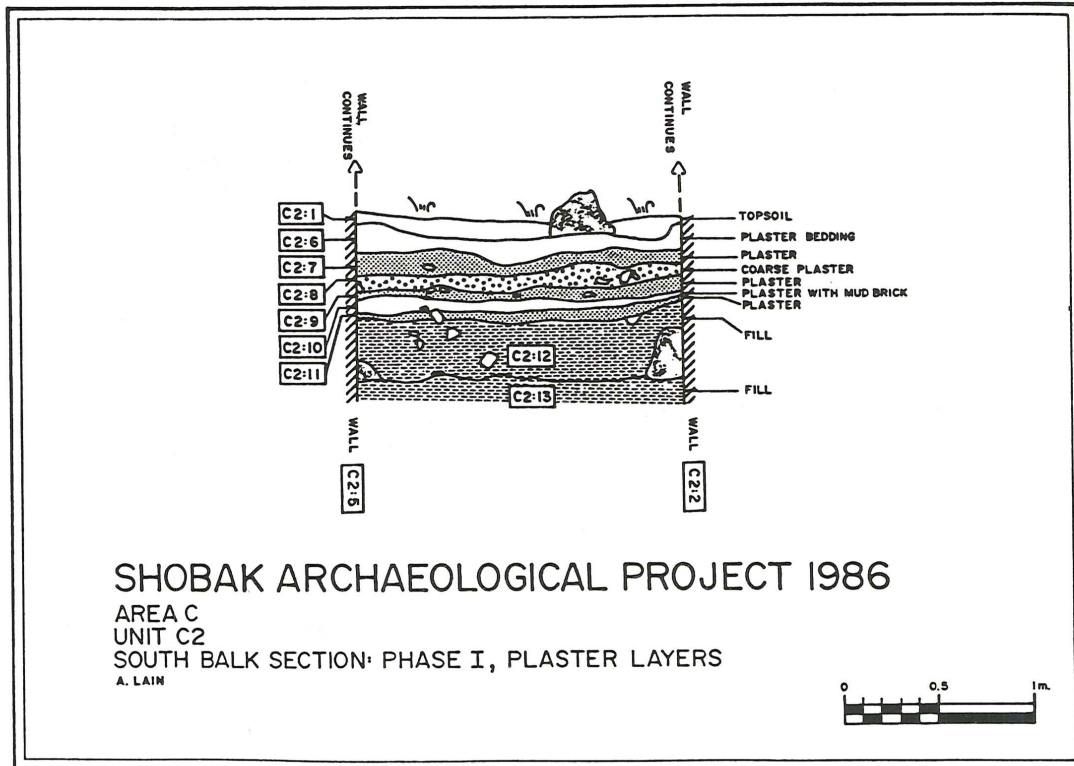 WALL CONTINUES
WALL CONTINUES
C2:1
C2:6
C2:7
C2:8
C2:9
C2:10
C2:11
TOPSOIL
PLASTER BEDDING
PLASTER
COARSE PLASTER
PLASTER
PLASTER WITH MUD BRICK
PLASTER
FILL
C2:12
C2:13
FILL
WALL
C2:5
WALL
C2:2
SHOBAK ARCHAEOLOGICAL PROJECT 1986
AREA C
UNIT C2
SOUTH BALK SECTION: PHASE I, PLASTER LAYERS
A. LAIN
0 0.5 1m.